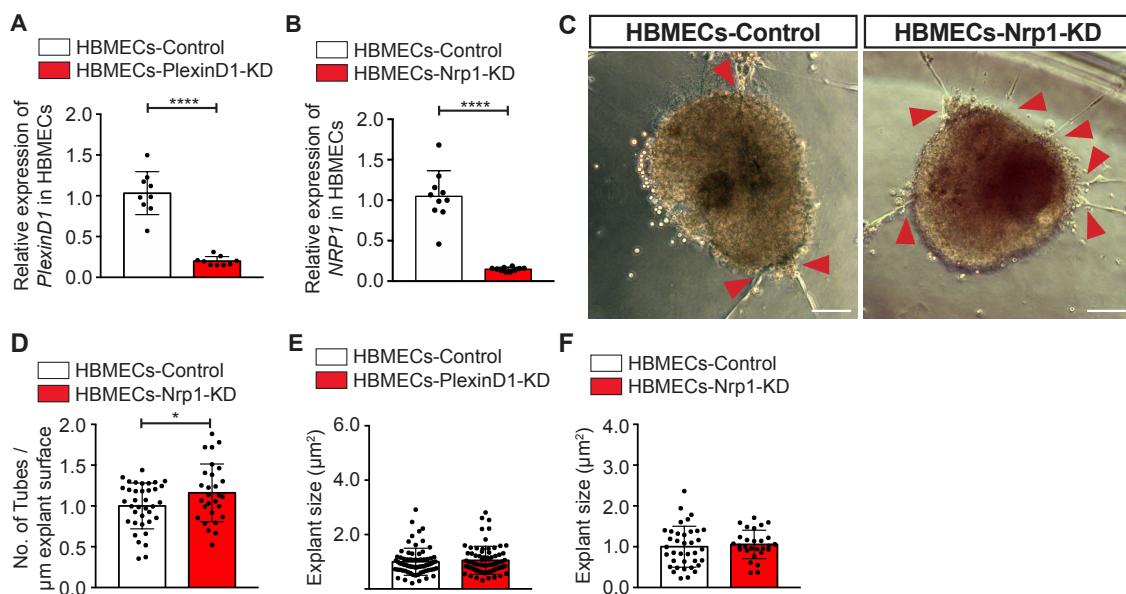 A
HBMECs-Control
HBMECs-PlexinD1-KD
Relative expression of
PlexinD1 in HBMECs
2.0
1.5
1.0
0.5
0.0
****
B
HBMECs-Control
HBMECs-Nrp1-KD
Relative expression of
NRP1 in HBMECs
2.0
1.5
1.0
0.5
0.0
****
C
HBMECs-Control
HBMECs-Nrp1-KD
D
HBMECs-Control
HBMECs-Nrp1-KD
No. of Tubes /
µm explant surface
2.0
1.5
1.0
0.5
0.0
*
E
HBMECs-Control
HBMECs-PlexinD1-KD
Explant size (µm²)
6.0
4.0
2.0
F
HBMECs-Control
HBMECs-Nrp1-KD
Explant size (µm²)
4.0
3.0
2.0
1.0
0.0